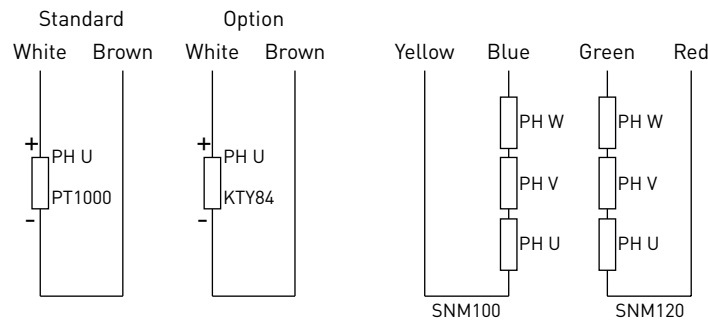 Standard Option
White Brown White Brown Yellow Blue Green Red
PH W PH W
+ PH U + PH U
PH V PH V
PT1000 KTY84
- -
PH U PH U
SNM100 SNM120